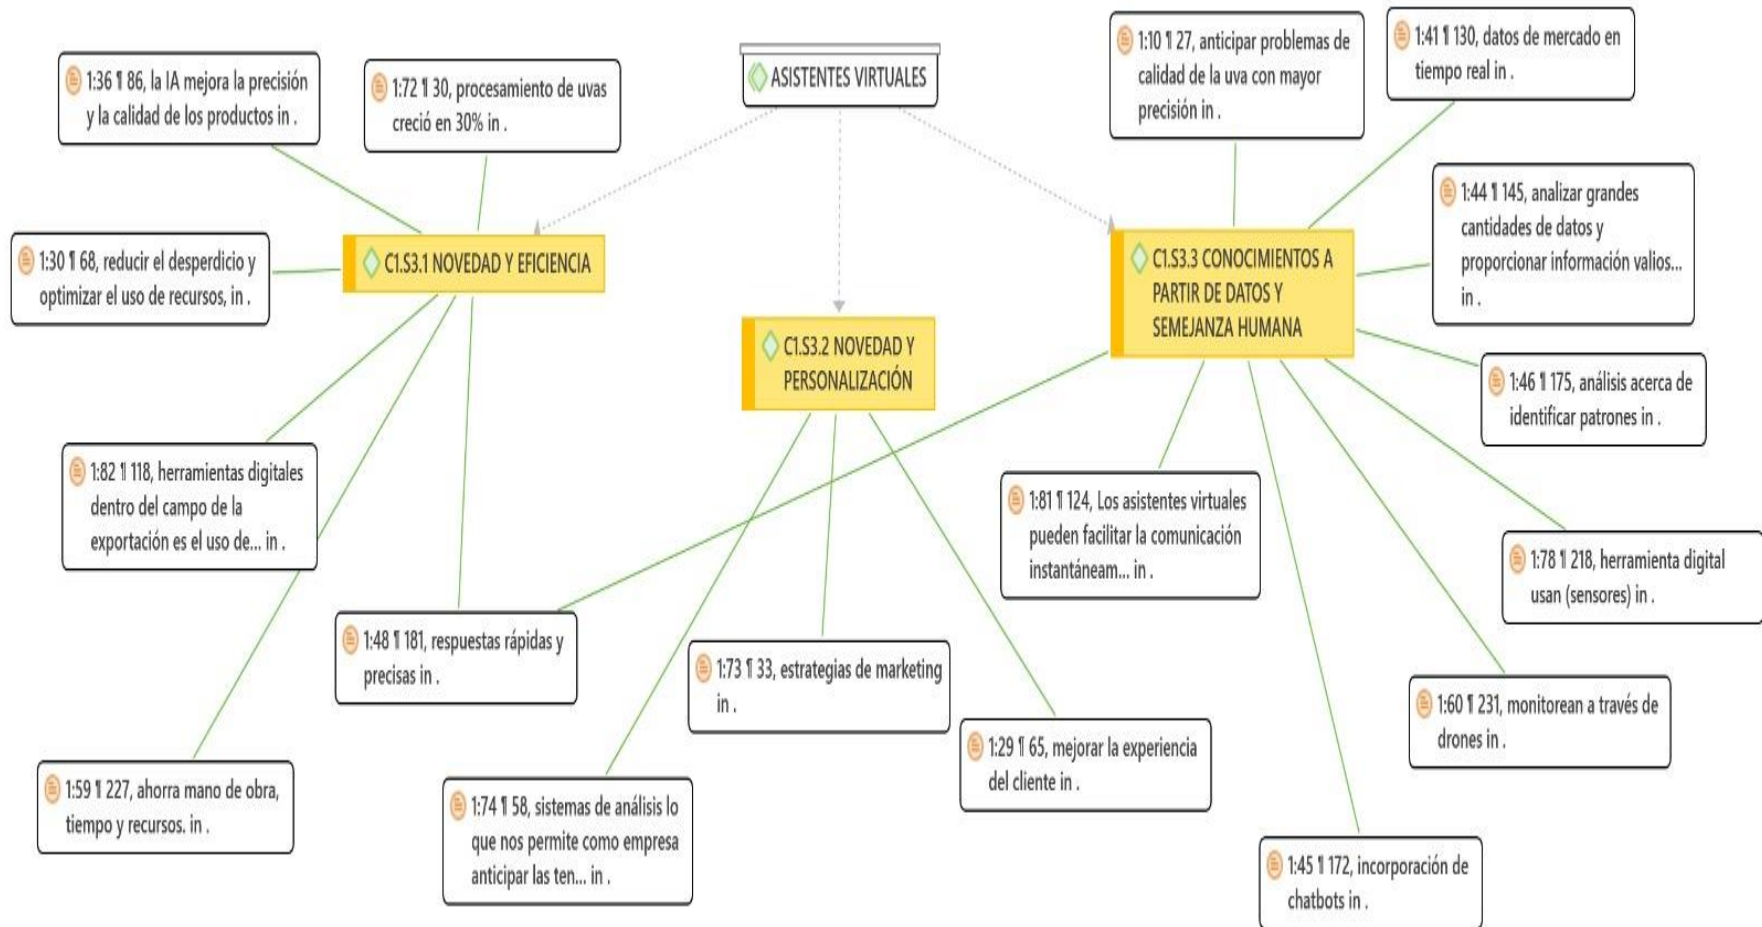 ASISTENTES VIRTUALES
1:36 ¶ 86, la IA mejora la precisión
y la calidad de los productos in .
1:72 ¶ 30, procesamiento de uvas
creció en 30% in .
1:10 ¶ 27, anticipar problemas de
calidad de la uva con mayor
precisión in .
1:41 ¶ 130, datos de mercado en
tiempo real in .
1:30 ¶ 68, reducir el desperdicio y
optimizar el uso de recursos, in .
C1.S3.1 NOVEDAD Y EFICIENCIA
C1.S3.2 NOVEDAD Y
PERSONALIZACIÓN
C1.S3.3 CONOCIMIENTOS A
PARTIR DE DATOS Y
SEMEJANZA HUMANA
1:44 ¶ 145, analizar grandes
cantidades de datos y
proporcionar información valios...
in .
1:46 ¶ 175, análisis acerca de
identificar patrones in .
1:82 ¶ 118, herramientas digitales
dentro del campo de la
exportación es el uso de... in .
1:81 ¶ 124, Los asistentes virtuales
pueden facilitar la comunicación
instantáneam... in .
1:78 ¶ 218, herramienta digital
usan (sensores) in .
1:48 ¶ 181, respuestas rápidas y
precisas in .
1:73 ¶ 33, estrategias de marketing
in .
1:60 ¶ 231, monitorean a través de
drones in .
1:29 ¶ 65, mejorar la experiencia
del cliente in .
1:59 ¶ 227, ahorra mano de obra,
tiempo y recursos. in .
1:74 ¶ 58, sistemas de análisis lo
que nos permite como empresa
anticipar las ten... in .
1:45 ¶ 172, incorporación de
chatbots in .